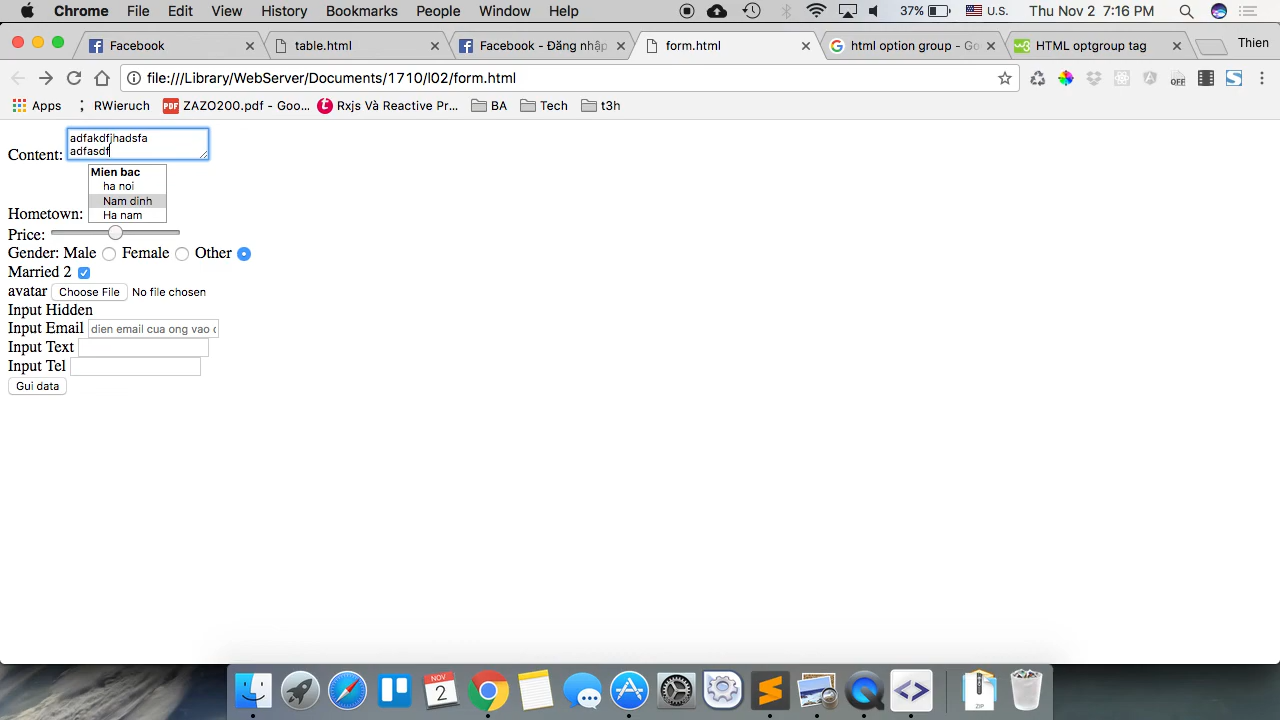 Chrome File Edit View History Bookmarks People Window Help 37% U.S. Thu Nov 2 7:16 PM
Facebook table.html Facebook - Đăng nhập form.html html option group - Go HTML optgroup tag Thien
file:///Library/WebServer/Documents/1710/l02/form.html
Apps RWieruch ZAZO200.pdf - Goo... Rxjs Và Reactive Pr... BA Tech t3h
adfakdfjhadsfa
Content: adfasdf
Mien bac
ha noi
Nam dinh
Hometown: Ha nam
Price:
Gender: Male Female Other
Married 2
avatar Choose File No file chosen
Input Hidden
Input Email dien email cua ong vao
Input Text
Input Tel
Gui data
NOV
2
ZIP